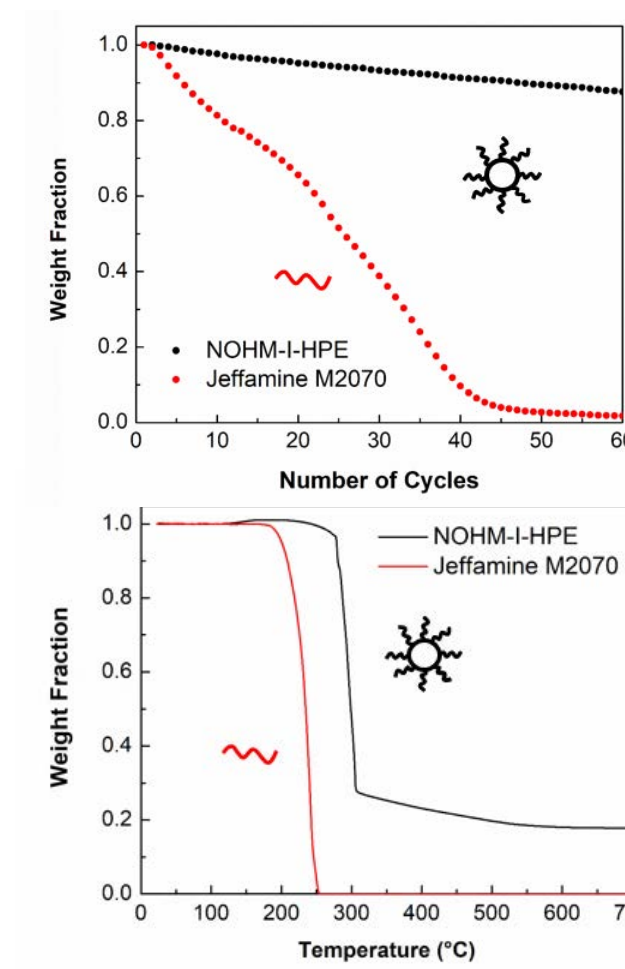 1.0
0.8
0.6
0.4
0.2
0.0
Weight Fraction
NOHM-I-HPE
Jeffamine M2070
0 10 20 30 40 50 60
Number of Cycles
1.0
0.8
0.6
0.4
0.2
0.0
Weight Fraction
NOHM-I-HPE
Jeffamine M2070
0 100 200 300 400 500 600
Temperature (°C)